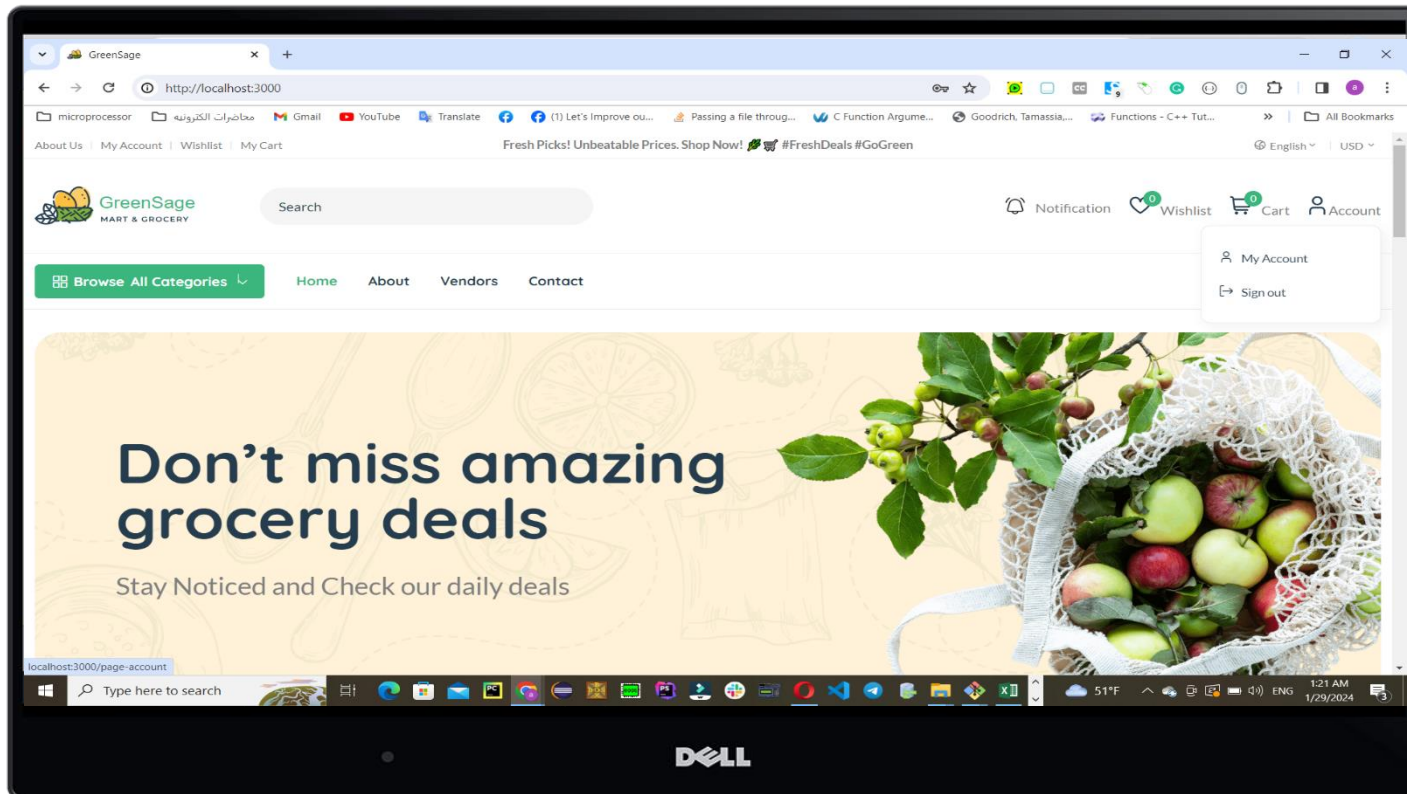 GreenSage
http://localhost:3000
microprocessor محاضرات الكترونيه Gmail YouTube Translate (1) Let's Improve ou... Passing a file throug... C Function Argume... Goodrich, Tamassia,... Functions - C++ Tut... » All Bookmarks
About Us My Account Wishlist My Cart Fresh Picks! Unbeatable Prices. Shop Now! #FreshDeals #GoGreen English USD
GreenSage
MART & GROCERY
Search
Notification 0 Wishlist 0 Cart Account
My Account
Sign out
Browse All Categories Home About Vendors Contact
Don't miss amazing
grocery deals
Stay Noticed and Check our daily deals
localhost:3000/page-account
Type here to search 51°F ENG 1:21 AM
1/29/2024 3
DELL